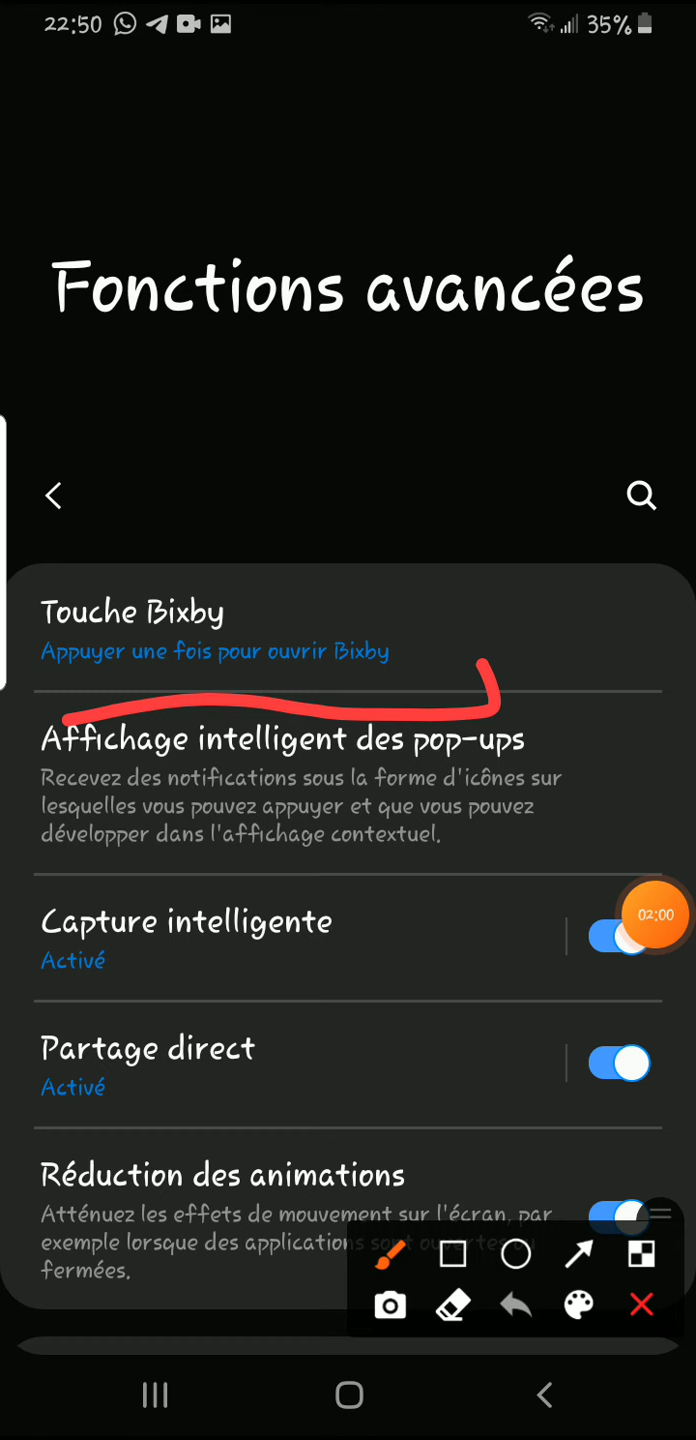 22:50 35%
Fonctions avancées
Touche Bixby
Appuyer une fois pour ouvrir Bixby
Affichage intelligent des pop-ups
Recevez des notifications sous la forme d'icônes sur
lesquelles vous pouvez appuyer et que vous pouvez
développer dans l'affichage contextuel.
Capture intelligente
02:00
Activé
Partage direct
Activé
Réduction des animations
Atténuez les effets de mouvement sur l'écran, par
exemple lorsque des applications sont ouvertes ou
fermées.